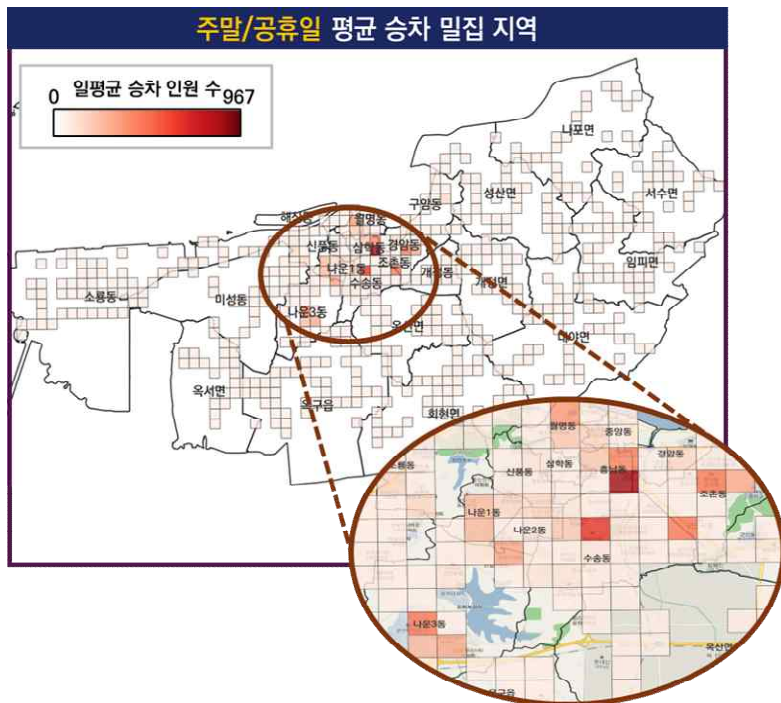 주말/공휴일 평균 승차 밀집 지역
일평균 승차 인원 수
0 967
나포면
서수면
성산면
구암동
월명동
신풍동
삼학동
경암동
임피면
나운1동
조촌동
개정동
개정면
소룡동
미성동
수송동
나운3동
옥산면
대야면
옥서면
옥구읍
회현면
월명동
중앙동
경암동
소룡동
신풍동
삼학동
흥남동
조촌동
나운1동
나운2동
수송동
나운3동
옥산면
옥구읍